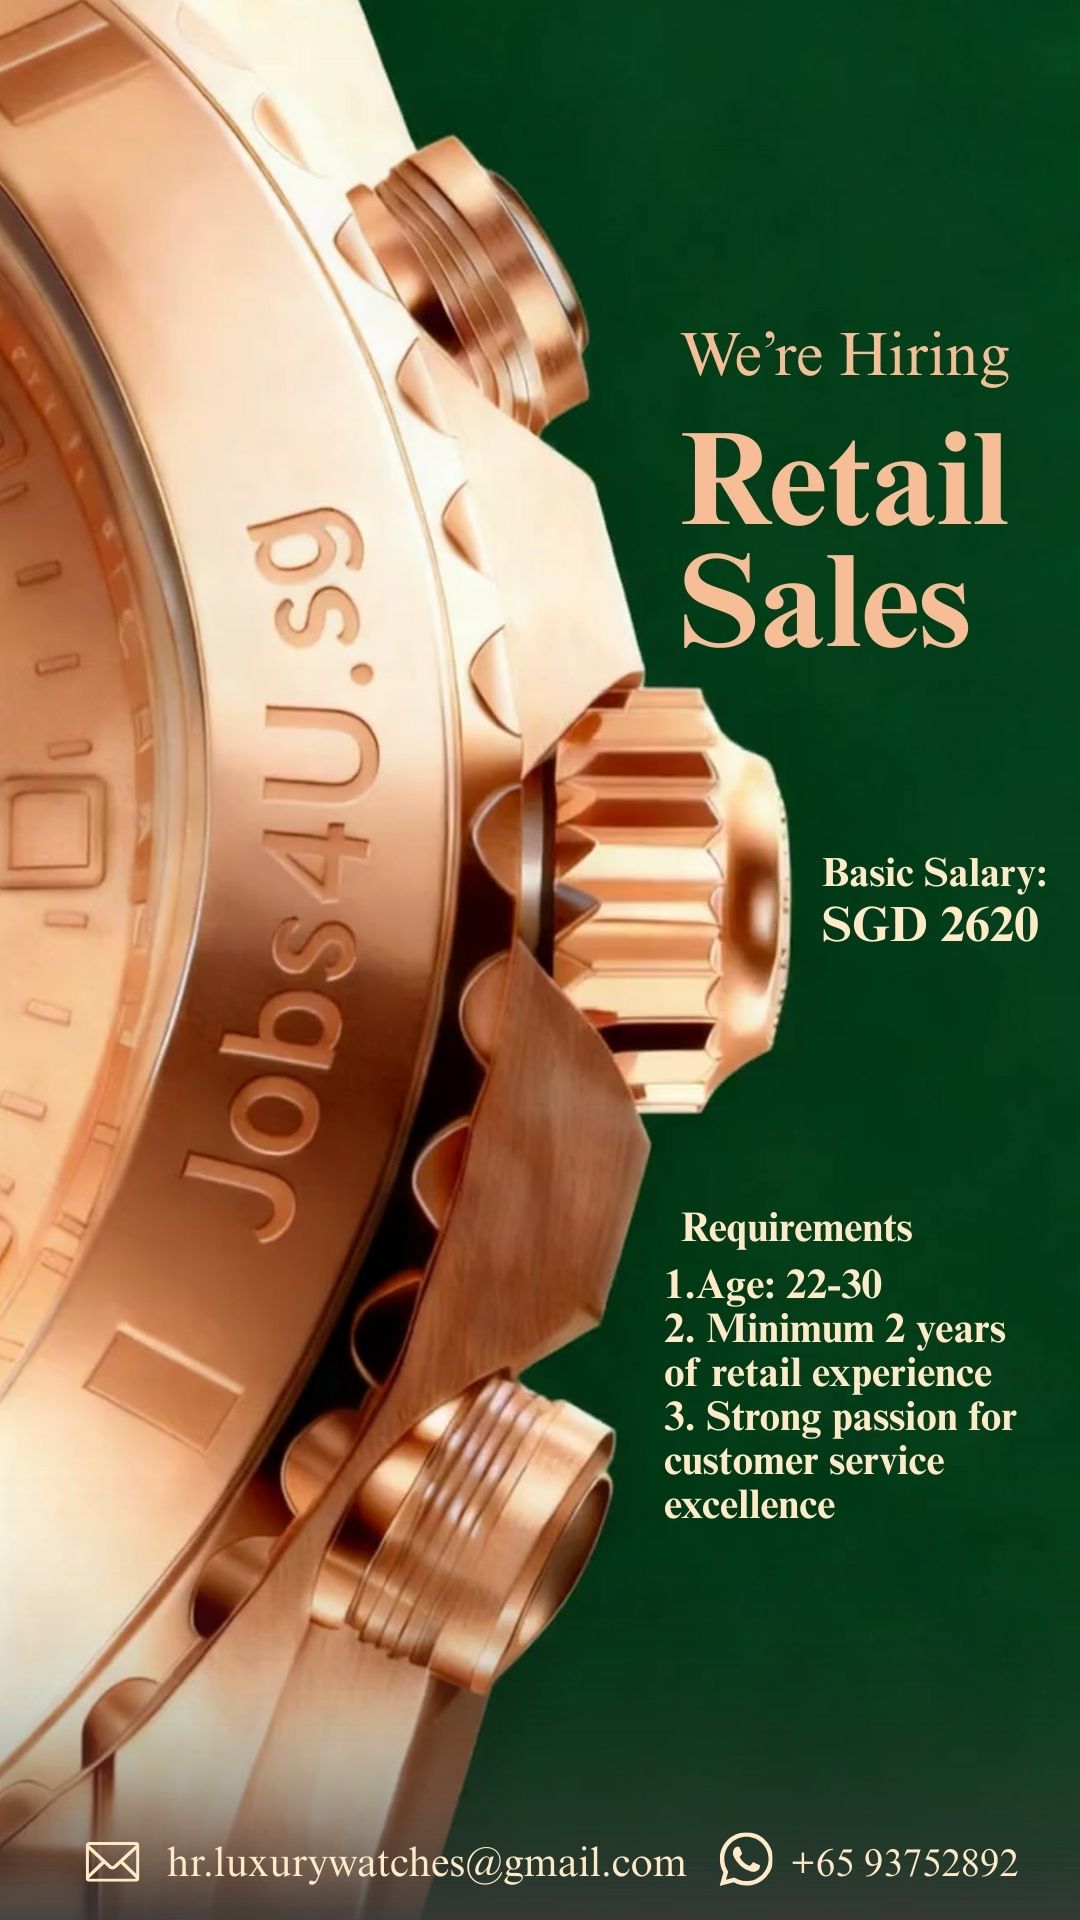 We're Hiring
Retail
Sales
Jobs4U.sg
Basic Salary:
SGD 2620
Requirements
1.Age: 22-30
2. Minimum 2 years
of retail experience
3. Strong passion for
customer service
excellence
hr.luxurywatches@gmail.com
+65 93752892